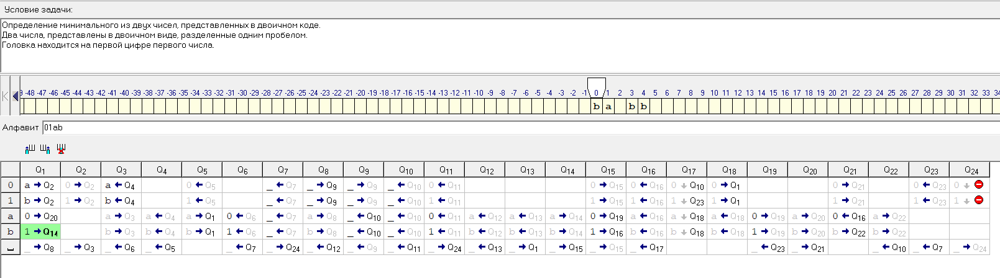 Условие задачи:
Определение минимального из двух чисел, представленных в двоичном коде.
Два числа, представлены в двоичном виде, разделенные одним пробелом.
Головка находится на первой цифре первого числа.
9 -48 -47 -46 -45 -44 -43 -42 -41 -40 -39 -38 -37 -36 -35 -34 -33 -32 -31 -30 -29 -28 -27 -26 -25 -24 -23 -22 -21 -20 -19 -18 -17 -16 -15 -14 -13 -12 -11 -10 -9 -8 -7 -6 -5 -4 -3 -2 -1 0 1 2 3 4 5 6 7 8 9 10 11 12 13 14 15 16 17 18 19 20 21 22 23 24 25 26 27 28 29 30 31 32 33 34
b a b b
Алфавит 01ab
Q1 Q2 Q3 Q4 Q5 Q6 Q7 Q8 Q9 Q10 Q11 Q12 Q13 Q14 Q15 Q16 Q17 Q18 Q19 Q20 Q21 Q22 Q23 Q24
0 a → Q2 0 → Q2 a ← Q4 0 ← Q5 _ ← Q7 _ → Q9 _ → Q9 _ ← Q10 0 ← Q11 0 → Q15 0 ← Q16 0 ↓ Q10 0 → Q1 0 → Q21 0 ← Q23 0 ↓
1 b → Q2 1 → Q2 b ← Q4 1 ← Q5 _ ← Q7 _ → Q9 _ → Q9 _ ← Q10 1 ← Q11 1 → Q15 1 ← Q16 1 ↓ Q23 1 → Q1 1 → Q21 1 ← Q23 1 ↓
a 0 → Q20 a → Q3 a ← Q4 a → Q1 0 ← Q6 _ ← Q7 a → Q8 _ ← Q10 _ ← Q10 0 ← Q11 a ← Q12 a ← Q13 a → Q14 0 → Q19 a ← Q16 a ↓ Q18 a ← Q18 0 → Q19 a → Q20 0 ← Q16 a ← Q22
b 1 → Q14 b → Q3 b ← Q4 b → Q1 1 ← Q6 _ ← Q7 b → Q8 _ ← Q10 _ ← Q10 1 ← Q11 b ← Q12 b ← Q13 b → Q14 1 → Q16 b ← Q16 b ↓ Q18 b ← Q18 1 → Q19 b → Q20 b ← Q22 b ← Q22
_ → Q8 _ → Q3 _ ← Q6 _ ← Q5 _ ← Q7 _ → Q24 _ ← Q12 _ ← Q9 _ ← Q11 _ → Q24 _ ← Q13 _ → Q1 _ → Q15 _ → Q15 _ ← Q17 _ ← Q23 _ → Q21 _ ← Q10 _ → Q7 _ → Q24